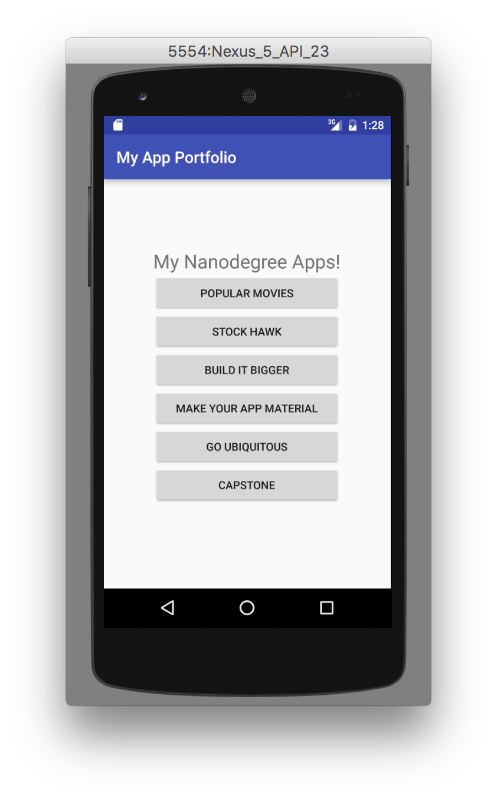 5554:Nexus_5_API_23
3G 1:28
My App Portfolio
My Nanodegree Apps!
POPULAR MOVIES
STOCK HAWK
BUILD IT BIGGER
MAKE YOUR APP MATERIAL
GO UBIQUITOUS
CAPSTONE